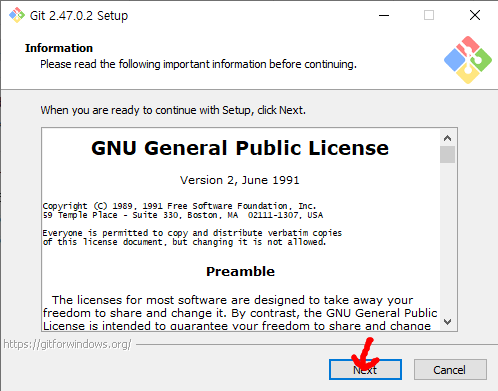 Git 2.47.0.2 Setup
Information
Please read the following important information before continuing.
When you are ready to continue with Setup, click Next.
GNU General Public License
Version 2, June 1991
Copyright (C) 1989, 1991 Free Software Foundation, Inc.
59 Temple Place - Suite 330, Boston, MA  02111-1307, USA
Everyone is permitted to copy and distribute verbatim copies
of this license document, but changing it is not allowed.
Preamble
The licenses for most software are designed to take away your
freedom to share and change it. By contrast, the GNU General Public
License is intended to guarantee your freedom to share and change
https://gitforwindows.org/
Next
Cancel